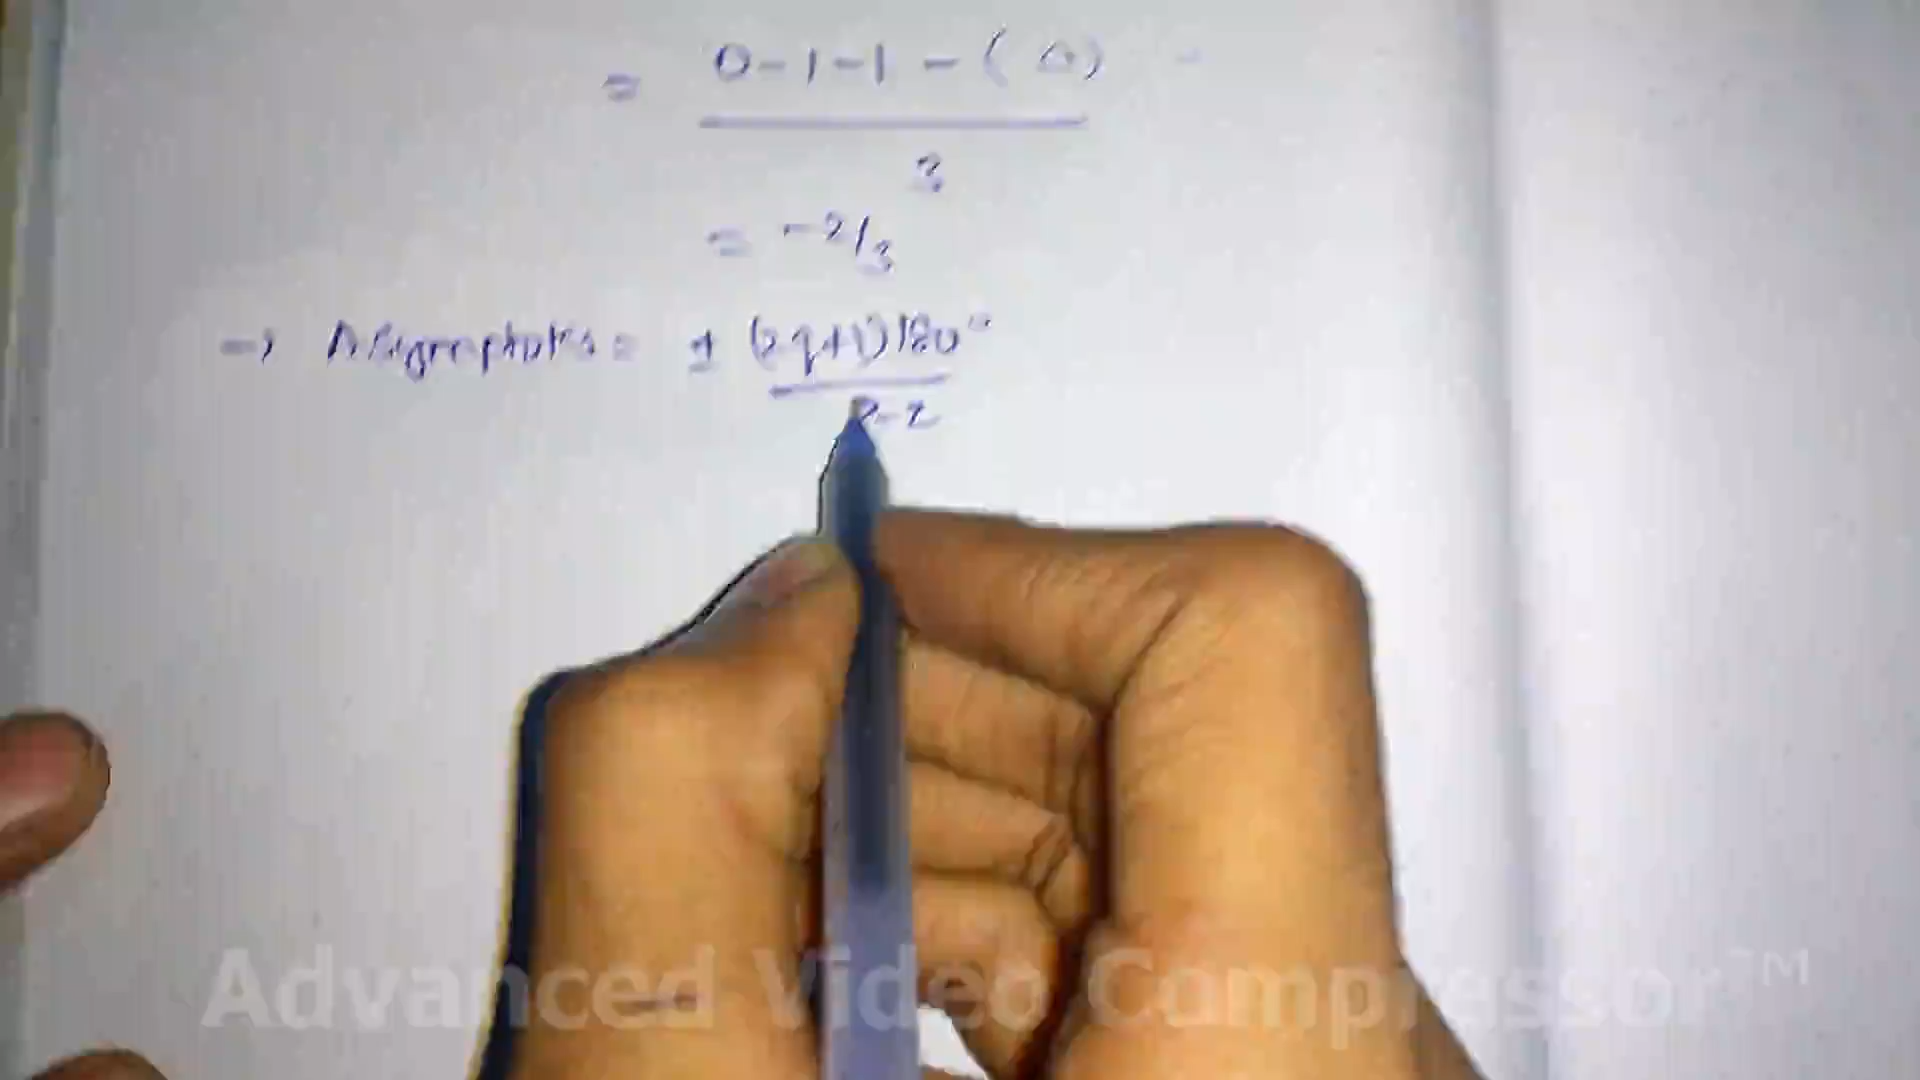 = 0-1-1-(0)
3
= -2/3
⇒ Asymptotes = ± (2q+1)180°
P-Z
Advanced Video Compressor™